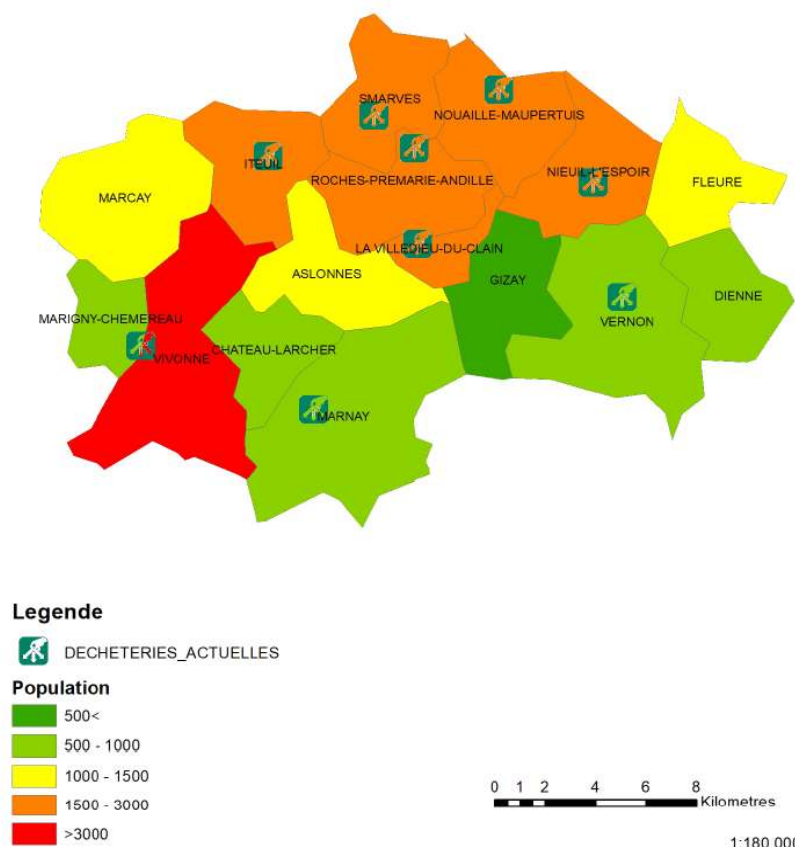 SMARVES
NOUAILLE-MAUPERTUIS
ITEUIL
ROCHES-PREMARIE-ANDILLE
NIEUIL-L'ESPOIR
FLEURE
MARCAY
LA VILLEDIEU-DU-CLAIN
ASLONNES
GIZAY
DIENNE
MARIGNY-CHEMEREAU
VERNON
VIVONNE
CHATEAU-LARCHER
MARNAY
Legende
DECHETERIES_ACTUELLES
Population
500<
500 - 1000
1000 - 1500
1500 - 3000
>3000
0 1 2 4 6 8
Kilometres
1:180 000